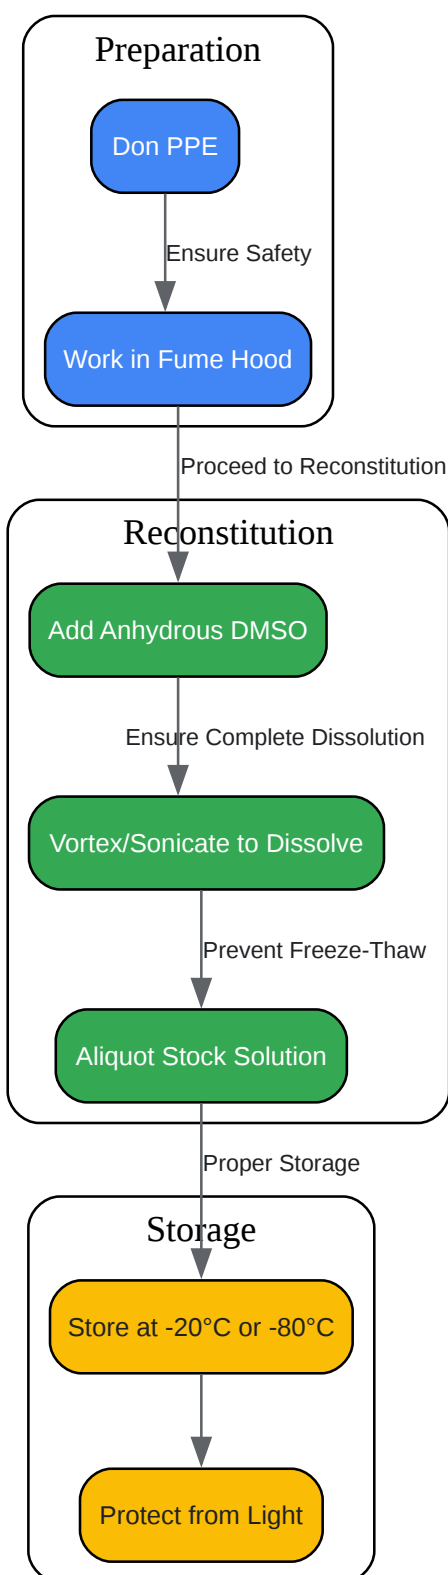 Preparation
Don PPE
Ensure Safety
Work in Fume Hood
Proceed to Reconstitution
Reconstitution
Add Anhydrous DMSO
Ensure Complete Dissolution
Vortex/Sonicate to Dissolve
Prevent Freeze-Thaw
Aliquot Stock Solution
Proper Storage
Storage
Store at -20°C or -80°C
Protect from Light